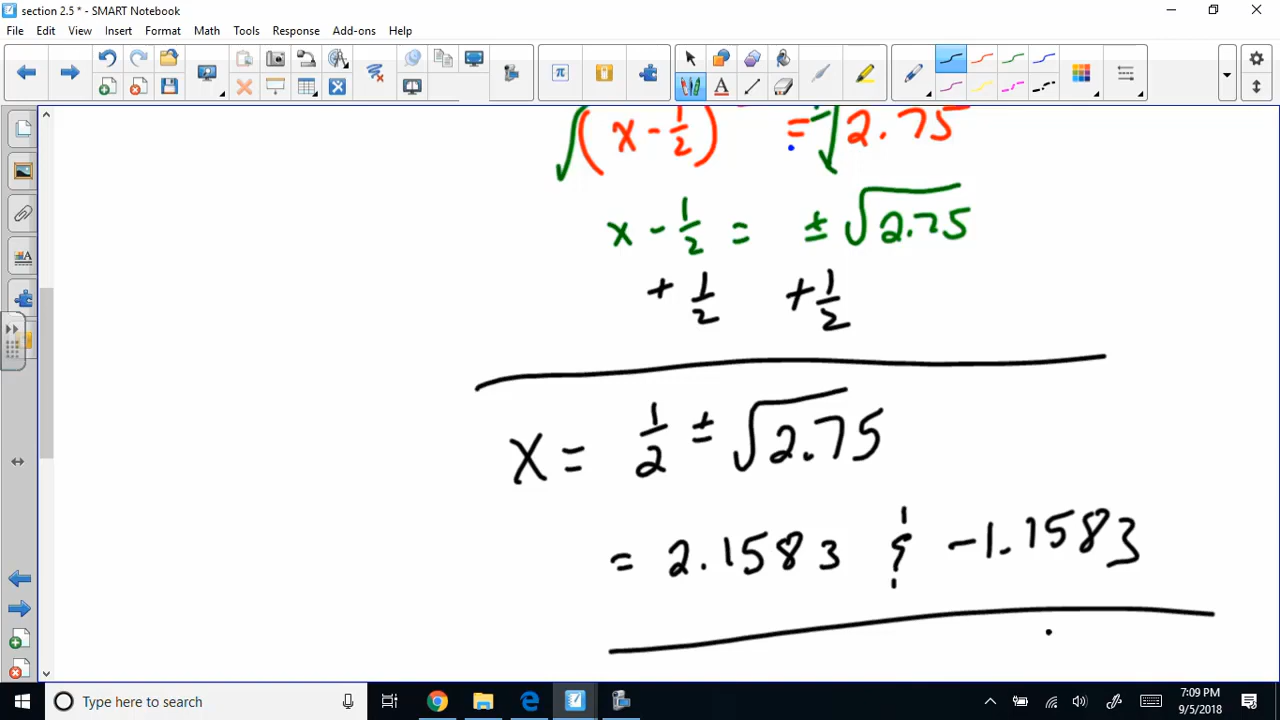 section 2.5 * - SMART Notebook
File Edit View Insert Format Math Tools Response Add-ons Help
√(x - 1/2) = ±√2.75
x - 1/2 = ±√2.75
+ 1/2 + 1/2
x = 1/2 ± √2.75
= 2.1583 & -1.1583
Type here to search
7:09 PM
9/5/2018